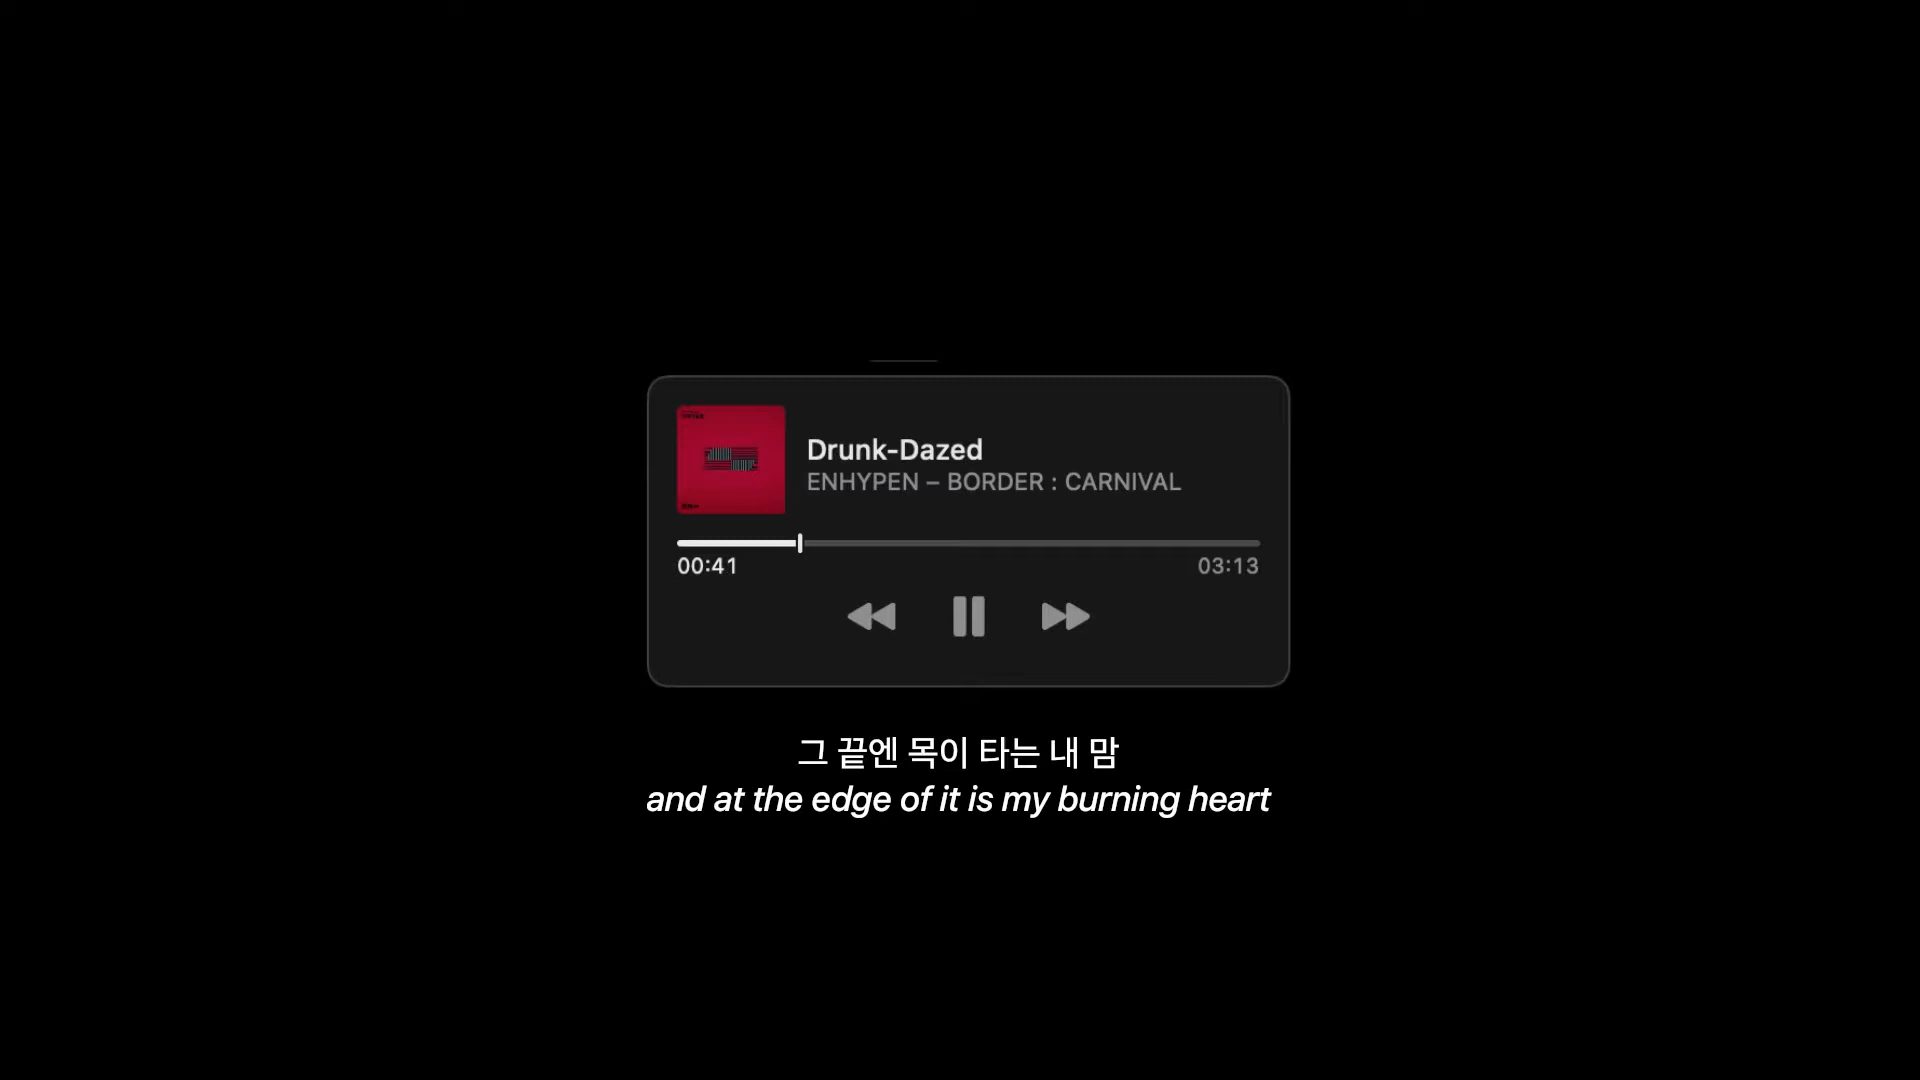 Drunk-Dazed
ENHYPEN – BORDER : CARNIVAL
00:41
03:13
그 끝엔 목이 타는 내 맘
and at the edge of it is my burning heart